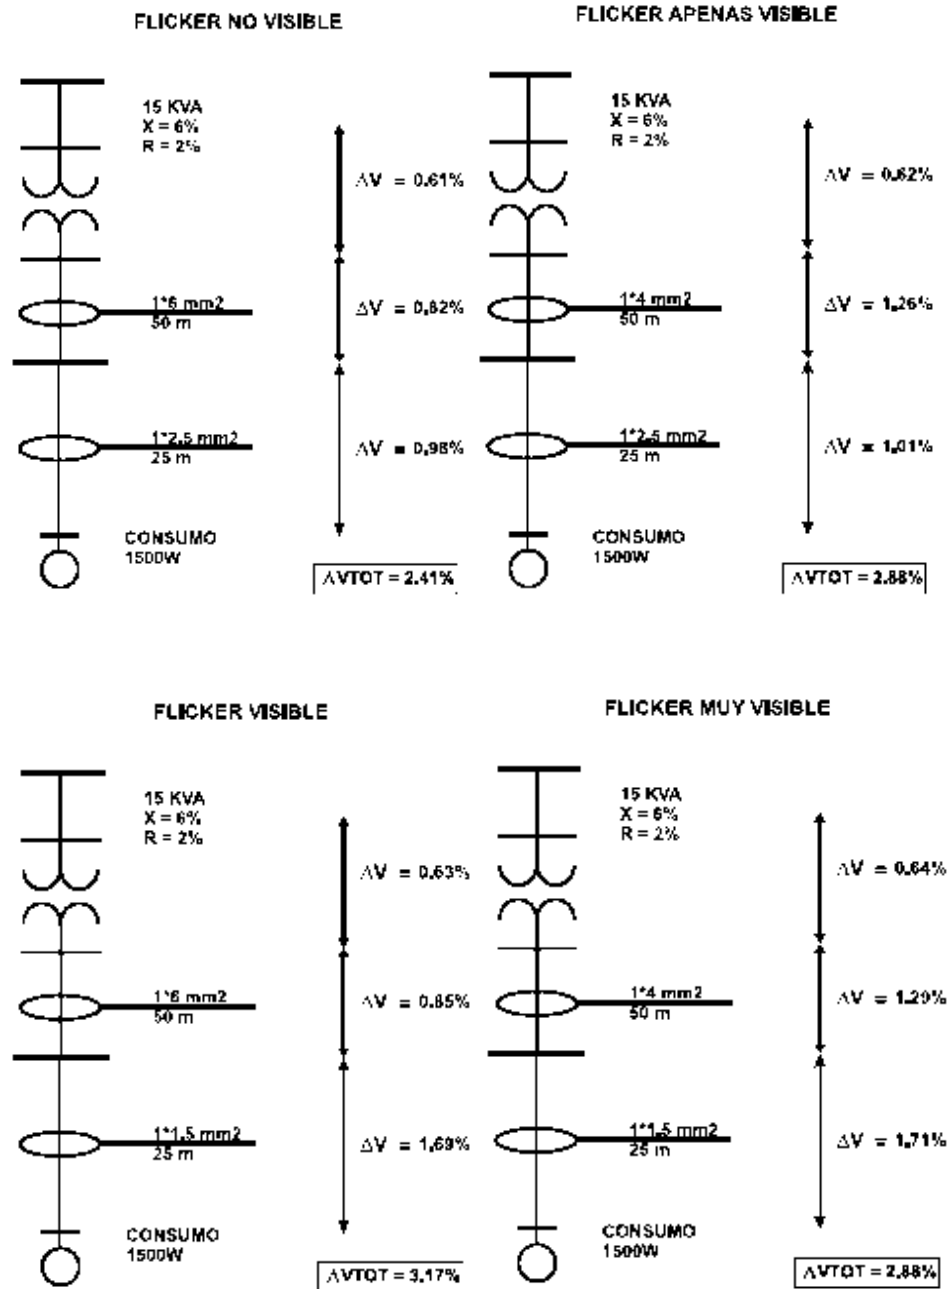 FLICKER NO VISIBLE
15 KVA
X = 6%
R = 2%
ΔV = 0.61%
1*6 mm2
50 m
ΔV = 0.82%
1*2.5 mm2
25 m
ΔV = 0.98%
CONSUMO
1500W
ΔVTOT = 2.41%
FLICKER APENAS VISIBLE
15 KVA
X = 6%
R = 2%
ΔV = 0.62%
1*4 mm2
50 m
ΔV = 1.26%
1*2.5 mm2
25 m
ΔV = 1.01%
CONSUMO
1500W
ΔVTOT = 2.88%
FLICKER VISIBLE
15 KVA
X = 6%
R = 2%
ΔV = 0.63%
1*6 mm2
50 m
ΔV = 0.85%
1*1.5 mm2
25 m
ΔV = 1.69%
CONSUMO
1500W
ΔVTOT = 3.17%
FLICKER MUY VISIBLE
15 KVA
X = 6%
R = 2%
ΔV = 0.64%
1*4 mm2
50 m
ΔV = 1.29%
1*1.5 mm2
25 m
ΔV = 1.71%
CONSUMO
1500W
ΔVTOT = 2.88%